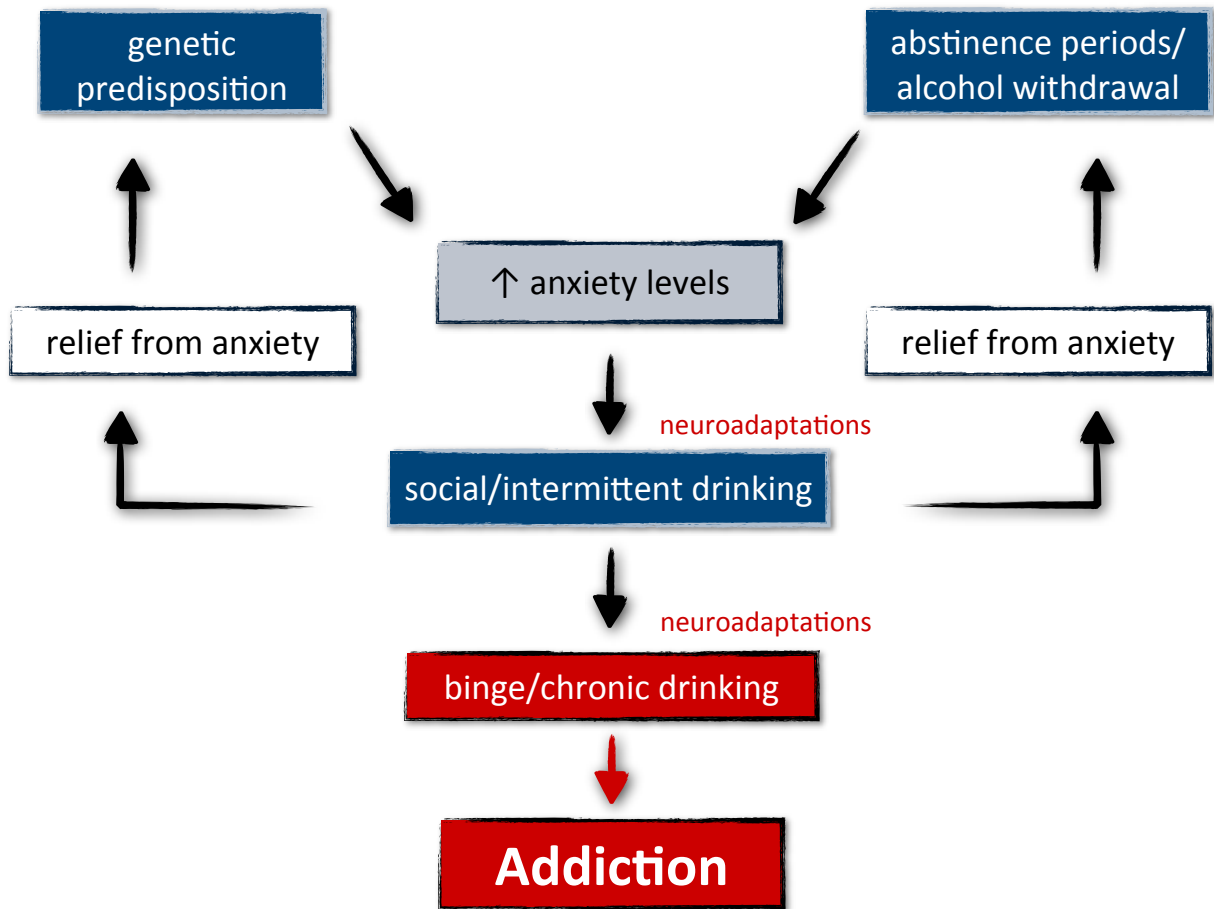 genetic
predisposition
abstinence periods/
alcohol withdrawal
↑ anxiety levels
relief from anxiety
relief from anxiety
neuroadaptations
social/intermittent drinking
neuroadaptations
binge/chronic drinking
Addiction